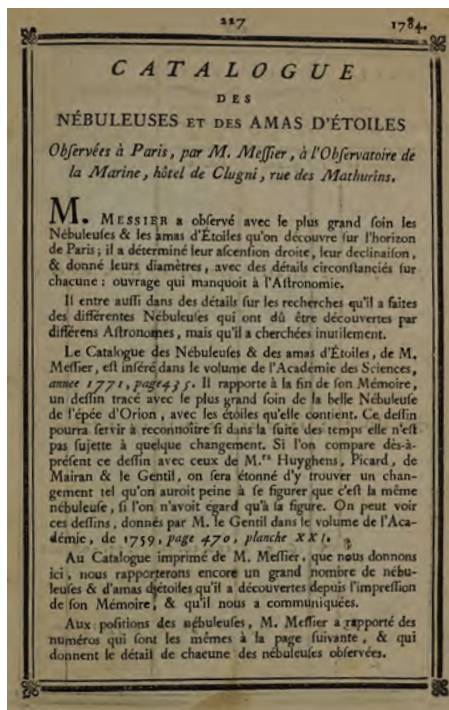 227
1784.
CATALOGUE
DES
NÉBULEUSES ET DES AMAS D'ÉTOILES
Obſervées à Paris, par M. Meſſier, à l'Obſervatoire de
la Marine, hôtel de Clugni, rue des Mathurins.
M. MESSIER a obſervé avec le plus grand ſoin les
Nébuleuſes & les amas d'Étoiles qu'on découvre ſur l'horizon
de Paris; il a déterminé leur aſcenſion droite, leur declinaiſon,
& donné leurs diamètres, avec des détails circonſtanciés ſur
chacune : ouvrage qui manquoit à l'Aſtronomie.
Il entre auſſi dans des détails ſur les recherches qu'il a faites
des différentes Nébuleuſes qui ont dû être découvertes par
différens Aſtronomes, mais qu'il a cherchées inutilement.
Le Catalogue des Nébuleuſes & des amas d'Étoiles, de M.
Meſſier, eſt inſéré dans le volume de l'Académie des Sciences,
annee 1771, page 435. Il rapporte à la fin de ſon Mémoire,
un deſſin tracé avec le plus grand ſoin de la belle Nébuleuſe
de l'épée d'Orion, avec les étoiles qu'elle contient. Ce deſſin
pourra ſervir à reconnoître ſi dans la ſuite des temps elle n'eſt
pas ſujette à quelque changement. Si l'on compare dès-à-
préſent ce deſſin avec ceux de M.rs Huyghens, Picard, de
Mairan & le Gentil, on ſera étonné d'y trouver un chan-
gement tel qu'on auroit peine à ſe figurer que c'eſt la même
nébuleuſe, ſi l'on n'avoit égard qu'à ſa figure. On peut voir
ces deſſins, donnés par M. le Gentil dans le volume de l'Aca-
démie, de 1759, page 470, planche XXI.
Au Catalogue imprimé de M. Meſſier, que nous donnons
ici, nous rapporterons encore un grand nombre de nébu-
leuſes & d'amas d'étoiles qu'il a découvertes depuis l'impreſſion
de ſon Mémoire, & qu'il nous a communiquées.
Aux poſitions des nébuleuſes, M. Meſſier a rapporté des
numéros qui ſont les mêmes à la page ſuivante, & qui
donnent le détail de chacune des nébuleuſes obſervées.